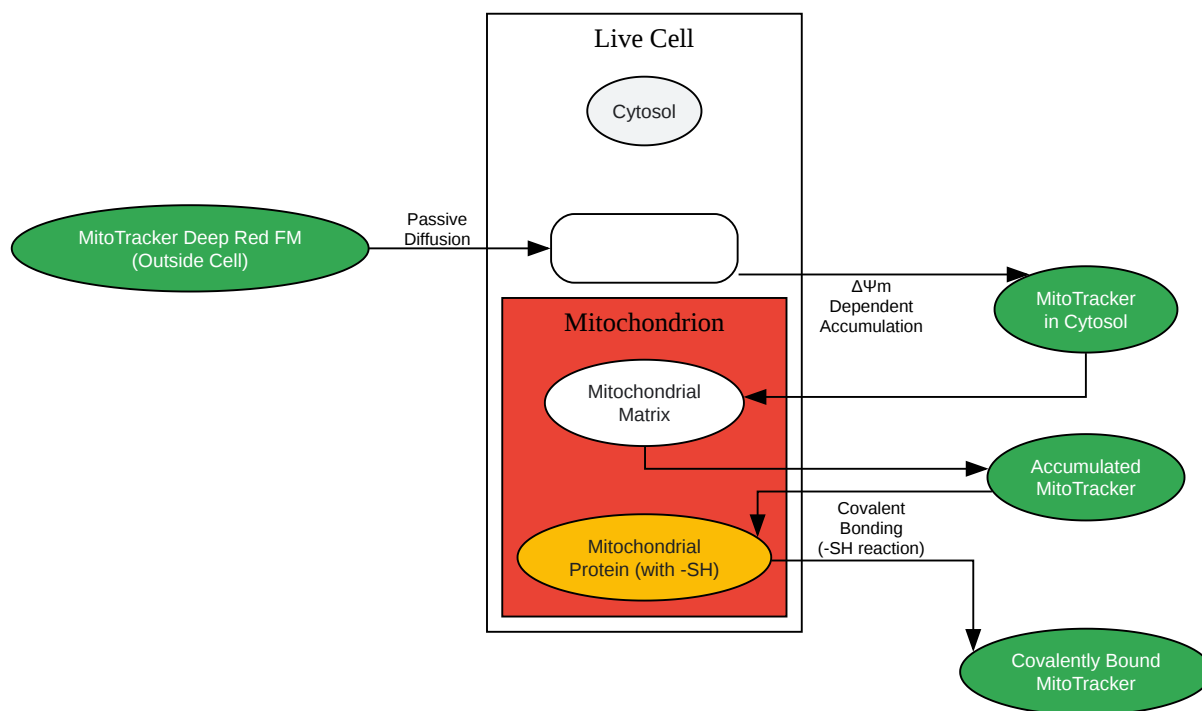 Live Cell
Cytosol
MitoTracker Deep Red FM
(Outside Cell)
Passive
Diffusion
ΔΨm
Dependent
Accumulation
MitoTracker
in Cytosol
Mitochondrion
Mitochondrial
Matrix
Accumulated
MitoTracker
Covalent
Bonding
(-SH reaction)
Mitochondrial
Protein (with -SH)
Covalently Bound
MitoTracker